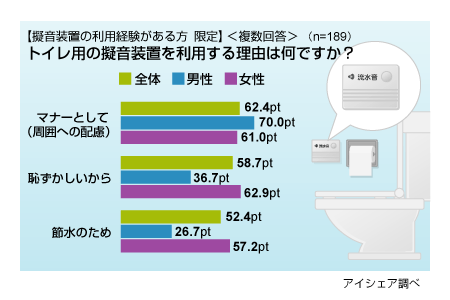 【擬音装置の利用経験がある方 限定】＜複数回答＞ （n=189）
トイレ用の擬音装置を利用する理由は何ですか？
全体 男性 女性
マナーとして
（周囲への配慮）
62.4pt
70.0pt
61.0pt
恥ずかしいから
58.7pt
36.7pt
62.9pt
節水のため
52.4pt
26.7pt
57.2pt
流水音
流水音
アイシェア調べ